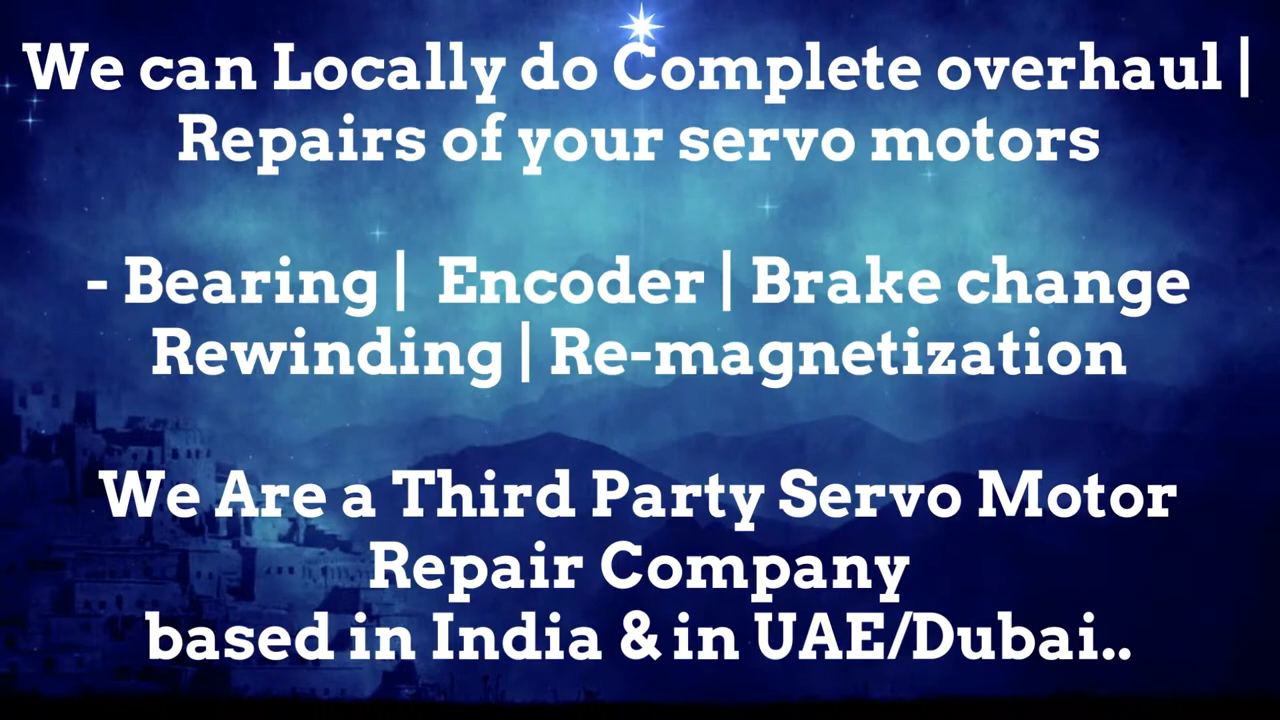 We can Locally do Complete overhaul |
Repairs of your servo motors
- Bearing | Encoder | Brake change
Rewinding | Re-magnetization
We Are a Third Party Servo Motor
Repair Company
based in India & in UAE/Dubai..